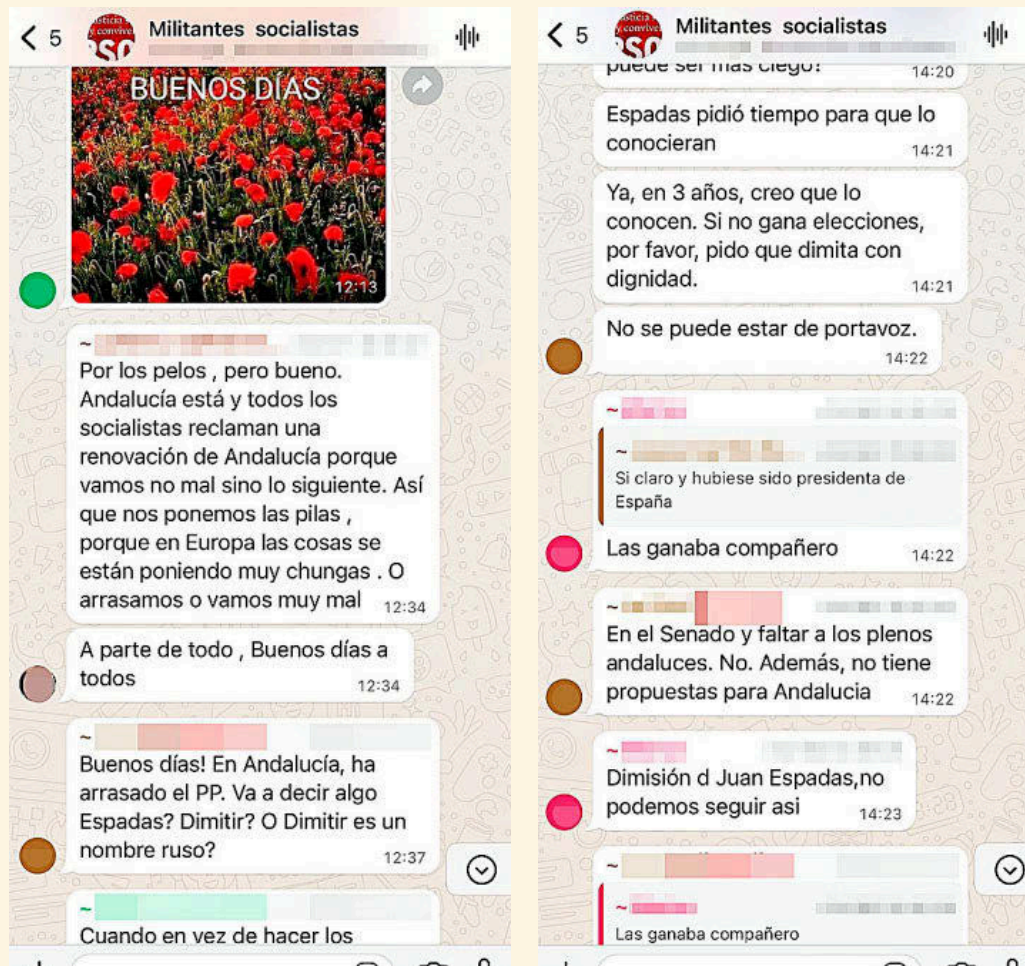 5
Militantes socialistas
BUENOS DÍAS
12:13
~
Por los pelos , pero bueno.
Andalucía está y todos los
socialistas reclaman una
renovación de Andalucía porque
vamos no mal sino lo siguiente. Así
que nos ponemos las pilas ,
porque en Europa las cosas se
están poniendo muy chungas . O
arrasamos o vamos muy mal
12:34
A parte de todo , Buenos días a
todos
12:34
~
Buenos días! En Andalucía, ha
arrasado el PP. Va a decir algo
Espadas? Dimitir? O Dimitir es un
nombre ruso?
12:37
~
Cuando en vez de hacer los
5
Militantes socialistas
puede ser más ciego!
14:20
Espadas pidió tiempo para que lo
conocieran
14:21
Ya, en 3 años, creo que lo
conocen. Si no gana elecciones,
por favor, pido que dimita con
dignidad.
14:21
No se puede estar de portavoz.
14:22
~
~
Si claro y hubiese sido presidenta de
España
Las ganaba compañero
14:22
~
En el Senado y faltar a los plenos
andaluces. No. Además, no tiene
propuestas para Andalucia
14:22
~
Dimisión d Juan Espadas,no
podemos seguir asi
14:23
~
~
Las ganaba compañero